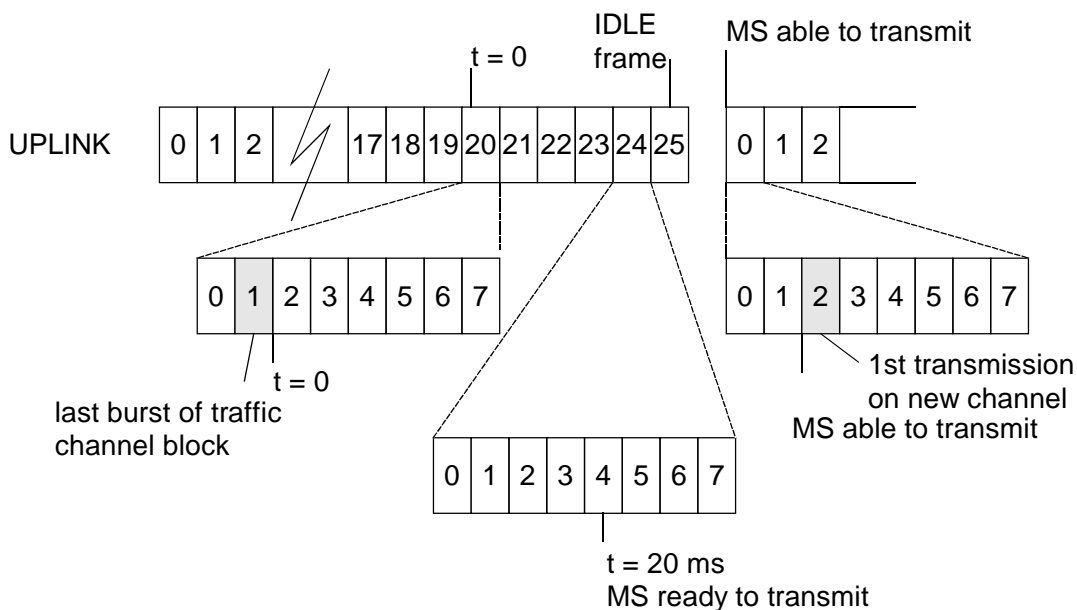 IDLE
frame
MS able to transmit
t = 0
UPLINK
0 1 2 17 18 19 20 21 22 23 24 25
0 1 2
0 1 2 3 4 5 6 7
0 1 2 3 4 5 6 7
t = 0
last burst of traffic
channel block
1st transmission
on new channel
MS able to transmit
0 1 2 3 4 5 6 7
t = 20 ms
MS ready to transmit